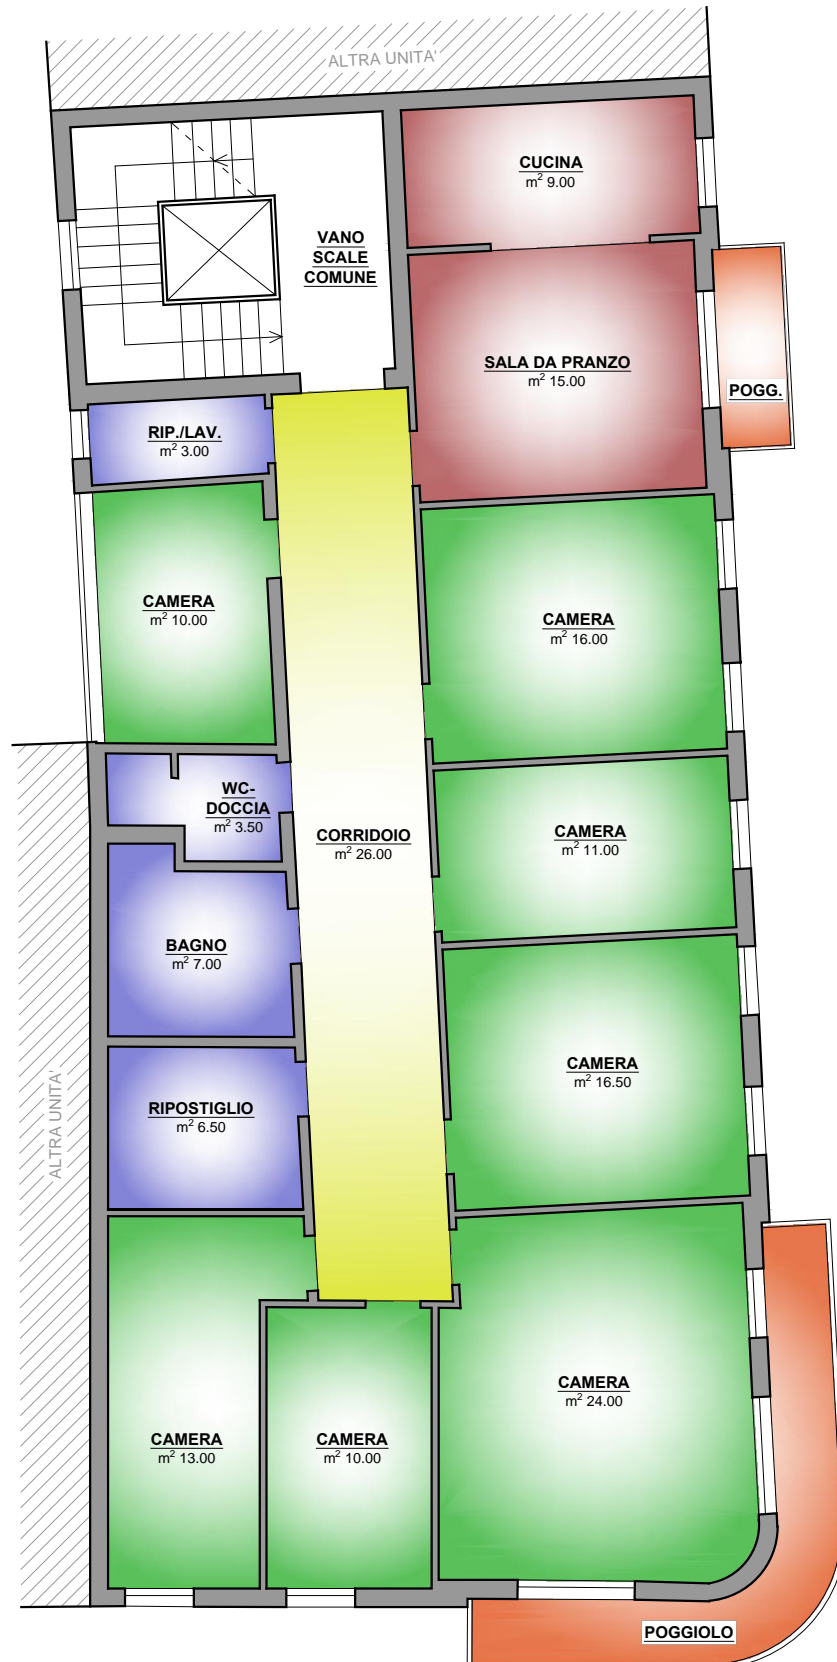 ALTRA UNITA'
CUCINA
m² 9.00
VANO
SCALE
COMUNE
SALA DA PRANZO
m² 15.00
POGG.
RIP./LAV.
m² 3.00
CAMERA
m² 10.00
CAMERA
m² 16.00
WC-
DOCCIA
m² 3.50
CORRIDOIO
m² 26.00
CAMERA
m² 11.00
BAGNO
m² 7.00
CAMERA
m² 16.50
ALTRA UNITA'
RIPOSTIGLIO
m² 6.50
CAMERA
m² 24.00
CAMERA
m² 13.00
CAMERA
m² 10.00
POGGIOLO